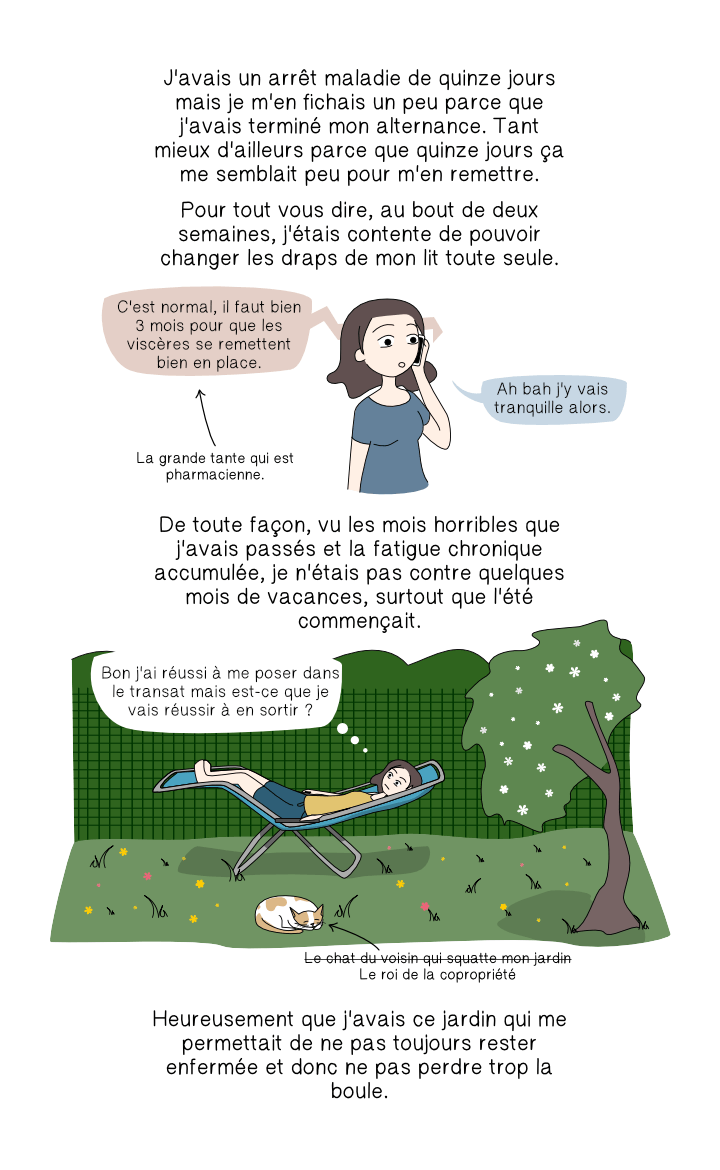 J'avais un arrêt maladie de quinze jours
mais je m'en fichais un peu parce que
j'avais terminé mon alternance. Tant
mieux d'ailleurs parce que quinze jours ça
me semblait peu pour m'en remettre.
Pour tout vous dire, au bout de deux
semaines, j'étais contente de pouvoir
changer les draps de mon lit toute seule.
C'est normal, il faut bien
3 mois pour que les
viscères se remettent
bien en place.
Ah bah j'y vais
tranquille alors.
La grande tante qui est
pharmacienne.
De toute façon, vu les mois horribles que
j'avais passés et la fatigue chronique
accumulée, je n'étais pas contre quelques
mois de vacances, surtout que l'été
commençait.
Bon j'ai réussi à me poser dans
le transat mais est-ce que je
vais réussir à en sortir ?
Le chat du voisin qui squatte mon jardin
Le roi de la copropriété
Heureusement que j'avais ce jardin qui me
permettait de ne pas toujours rester
enfermée et donc ne pas perdre trop la
boule.